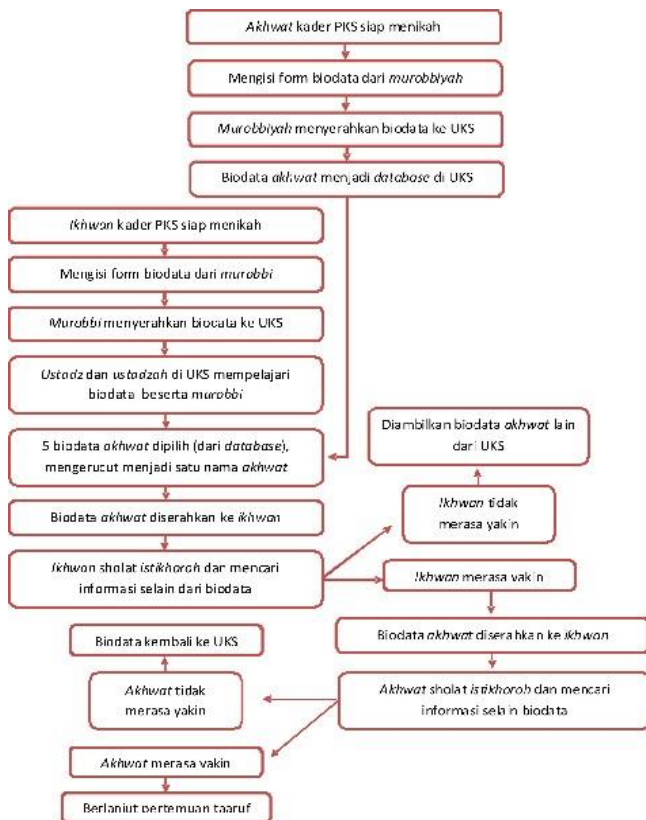 Akhwat kader PKS siap menikah
Mengisi form biodata dari murobbiyah
Murobbiyah menyerahkan biodata ke UKS
Biodata akhwat menjadi database di UKS
Ikhwan kader PKS siap menikah
Mengisi form biodata dari murobbi
Murobbi menyerahkan biocata ke UKS
Ustadz dan ustadzah di UKS mempelajari
biodata beserta murobbi
5 biodata akhwat dipilih (dari database),
mengerucut menjadi satu nama akhwat
Biodata akhwat diserahkan ke ikhwan
Ikhwan sholat istikhoroh dan mencari
informasi selain dari biodata
Diambilkan biodata akhwat lain
dari UKS
Ikhwan tidak
merasa yakin
Ikhwan merasa yakin
Biodata akhwat diserahkan ke ikhwan
Akhwat sholat istikhoroh dan mencari
informasi selain biodata
Biodata kembali ke UKS
Akhwat tidak
merasa yakin
Akhwat merasa yakin
Berlanjut pertemuan taaruf